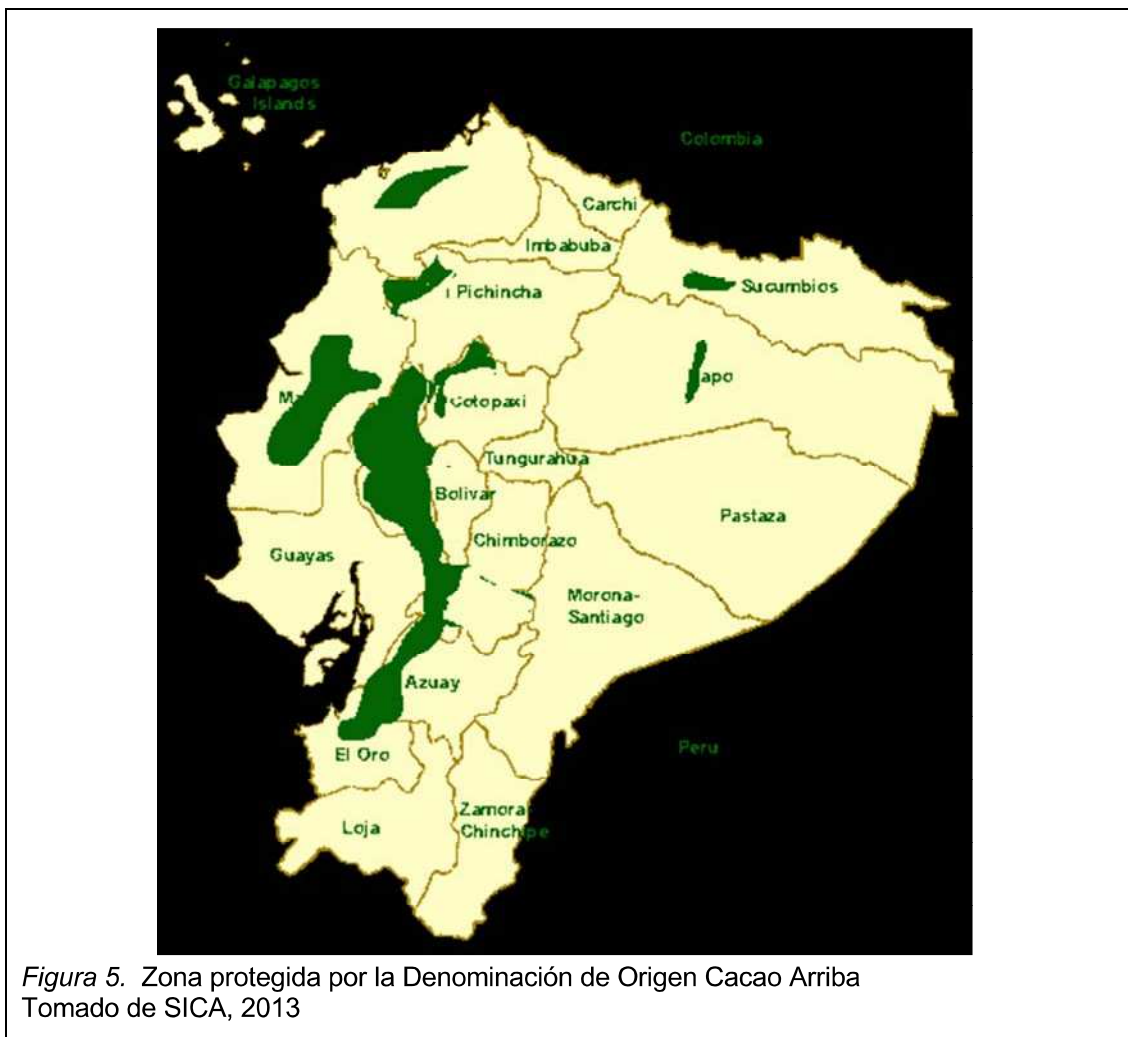 Galapagos
Islands
Colombia
Carchi
Imbabuba
Pichincha
Sucumbios
apo
Cotopaxi
Tungurahua
Bolivar
Pastaza
Chimborazo
Guayas
Morona-
Santiago
Azuay
Peru
El Oro
Zamora
Chinchipe
Loja
Figura 5. Zona protegida por la Denominación de Origen Cacao Arriba
Tomado de SICA, 2013